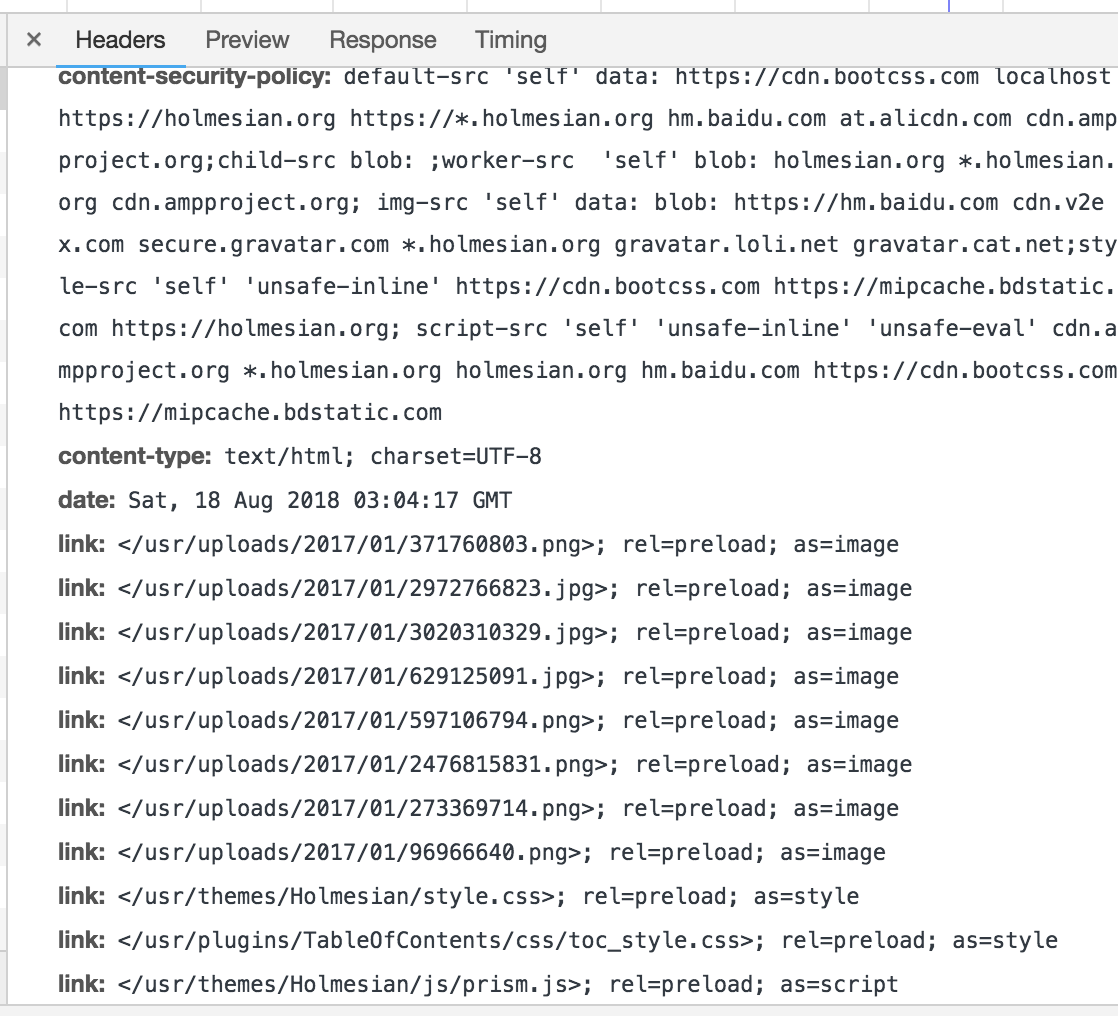 × Headers Preview Response Timing
content-security-policy: default-src 'self' data: https://cdn.bootcss.com localhost
https://holmesian.org https://*.holmesian.org hm.baidu.com at.alicdn.com cdn.amp
project.org;child-src blob: ;worker-src  'self' blob: holmesian.org *.holmesian.
org cdn.ampproject.org; img-src 'self' data: blob: https://hm.baidu.com cdn.v2e
x.com secure.gravatar.com *.holmesian.org gravatar.loli.net gravatar.cat.net;sty
le-src 'self' 'unsafe-inline' https://cdn.bootcss.com https://mipcache.bdstatic.
com https://holmesian.org; script-src 'self' 'unsafe-inline' 'unsafe-eval' cdn.a
mpproject.org *.holmesian.org holmesian.org hm.baidu.com https://cdn.bootcss.com
https://mipcache.bdstatic.com
content-type: text/html; charset=UTF-8
date: Sat, 18 Aug 2018 03:04:17 GMT
link: </usr/uploads/2017/01/371760803.png>; rel=preload; as=image
link: </usr/uploads/2017/01/2972766823.jpg>; rel=preload; as=image
link: </usr/uploads/2017/01/3020310329.jpg>; rel=preload; as=image
link: </usr/uploads/2017/01/629125091.jpg>; rel=preload; as=image
link: </usr/uploads/2017/01/597106794.png>; rel=preload; as=image
link: </usr/uploads/2017/01/2476815831.png>; rel=preload; as=image
link: </usr/uploads/2017/01/273369714.png>; rel=preload; as=image
link: </usr/uploads/2017/01/96966640.png>; rel=preload; as=image
link: </usr/themes/Holmesian/style.css>; rel=preload; as=style
link: </usr/plugins/TableOfContents/css/toc_style.css>; rel=preload; as=style
link: </usr/themes/Holmesian/js/prism.js>; rel=preload; as=script